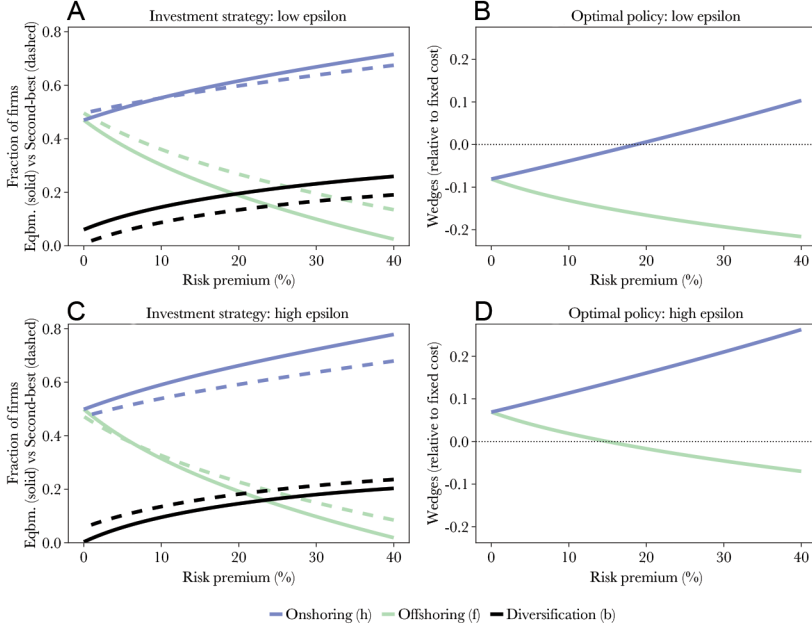 A
Investment strategy: low epsilon
Fraction of firms
Eqbm. (solid) vs Second-best (dashed)
0.8
0.6
0.4
0.2
0.0
0 10 20 30 40
Risk premium (%)
B
Optimal policy: low epsilon
Wedges (relative to fixed cost)
0.2
0.1
0.0
-0.1
-0.2
0 10 20 30 40
Risk premium (%)
C
Investment strategy: high epsilon
Fraction of firms
Eqbm. (solid) vs Second-best (dashed)
0.8
0.6
0.4
0.2
0.0
0 10 20 30 40
Risk premium (%)
D
Optimal policy: high epsilon
Wedges (relative to fixed cost)
0.2
0.1
0.0
-0.1
-0.2
0 10 20 30 40
Risk premium (%)
Onshoring (h) Offshoring (f) Diversification (b)